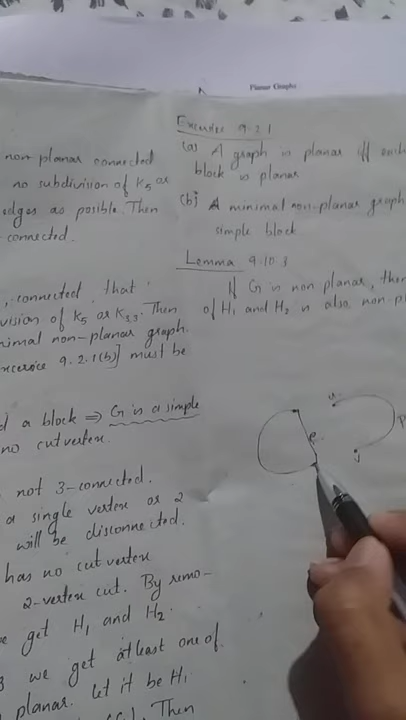 Planar Graphs
non-planar connected
no subdivision of K5 or
edges as possible. Then
connected.
, connected, that
vision of K5 or K3,3. Then
nimal non-planar graph.
exercise 9.2.1(b)] must be
d a block ⇒ G is a simple
no cut vertex.
not 3-connected.
a single vertex or 2
will be disconnected.
has no cut vertex
2-vertex cut. By remo-
we get H1 and H2.
3 we get atleast one of
planar. Let it be H1
Then
Exercise 9.2.1
(a) A graph is planar iff each
block is planar
(b) A minimal non-planar graph
simple block
Lemma 9.10.3
If G is non planar, then
of H1 and H2 is also non-pl
u
e
v
P